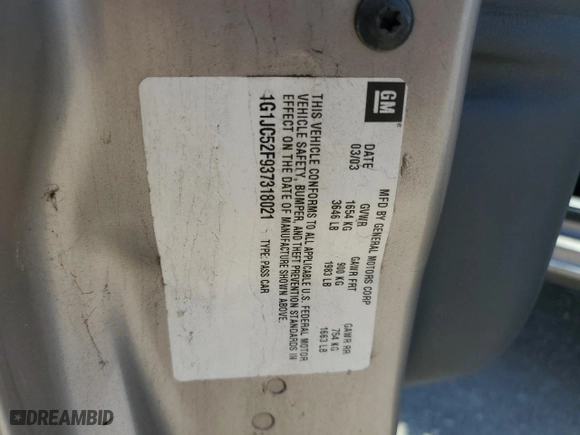 GM
MFD BY GENERAL MOTORS CORP
DATE GVWR GAWR FRT GAWR RR
03/03 1654 KG 900 KG 754 KG
3646 LB 1983 LB 1663 LB
THIS VEHICLE CONFORMS TO ALL APPLICABLE U.S. FEDERAL MOTOR
VEHICLE SAFETY, BUMPER, AND THEFT PREVENTION STANDARDS IN
EFFECT ON THE DATE OF MANUFACTURE SHOWN ABOVE.
1G1JC52F937318021 TYPE: PASS CAR
DREAMBID